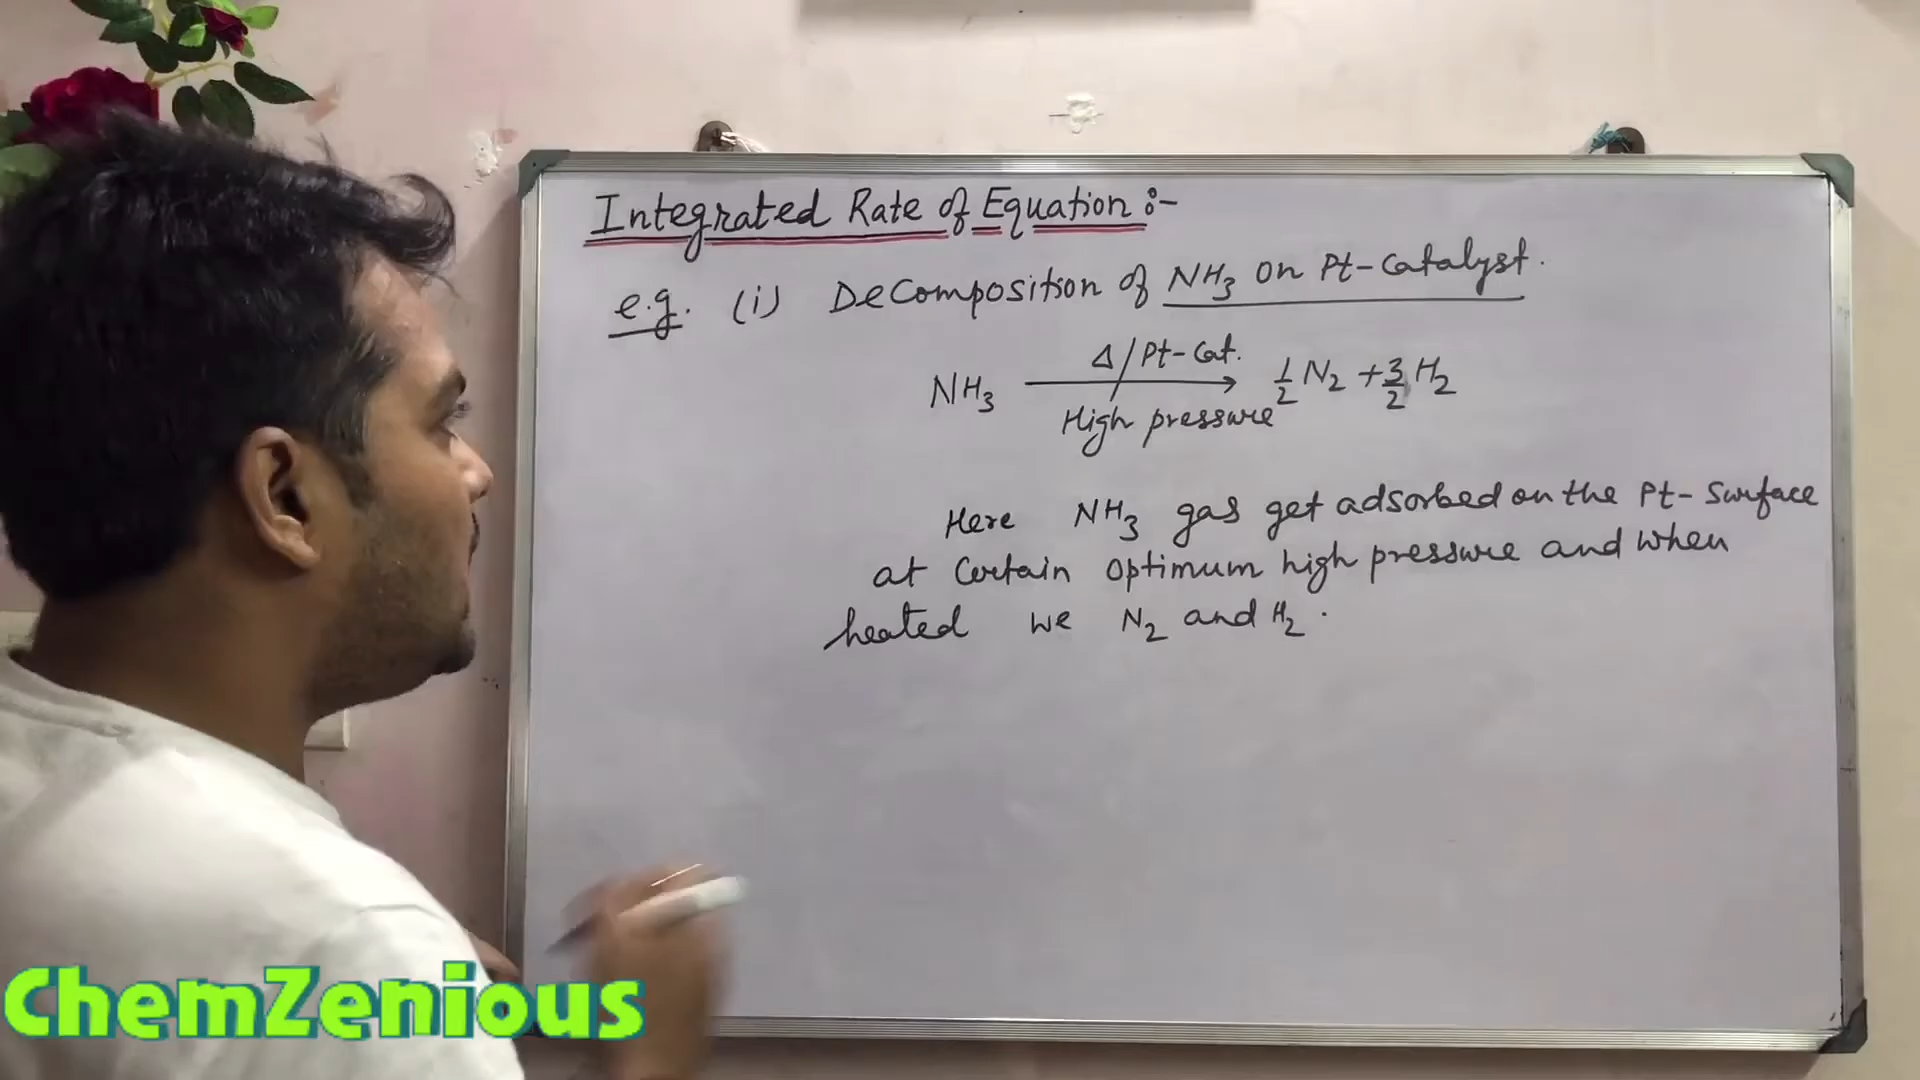 Integrated Rate of Equation :-
e.g. (i) Decomposition of NH₃ on Pt-Catalyst.
Δ/Pt-Cat.
NH₃ → 1/2 N₂ + 3/2 H₂
High pressure
Here NH₃ gas get adsorbed on the Pt-Surface
at Certain optimum high pressure and when
heated we N₂ and H₂.
ChemZenious